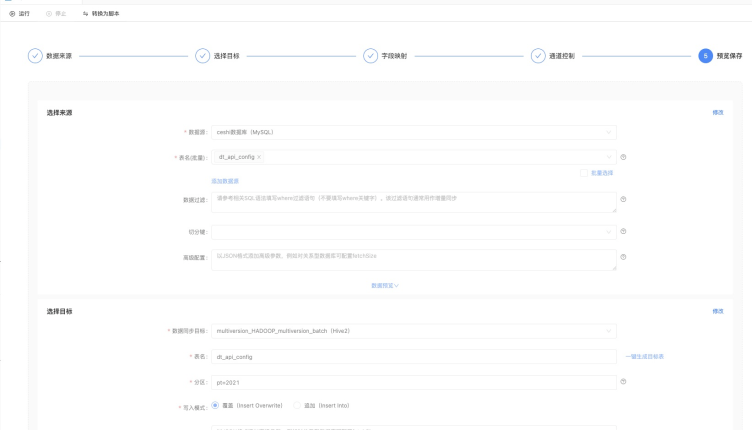 运行 停止 转换为脚本
数据来源 选择目标 字段映射 通道控制 5 预览保存
选择来源 修改
* 数据源: ceshi数据库 (MySQL)
* 表名(批量): dt_api_config ×
批量选择
添加数据源
数据过滤: 请参考相关SQL语法填写where过滤语句 (不要填写where关键字) 。该过滤语句通常用作增量同步
切分键:
高级配置: 以JSON格式添加高级参数, 例如对关系型数据库可配置fetchSize
数据预览
选择目标 修改
* 数据同步目标: multiversion_HADOOP_multiversion_batch (Hive2)
* 表名: dt_api_config 一键生成目标表
* 分区: pt=2021
* 写入模式: 覆盖 (Insert Overwrite) 追加 (Insert Into)